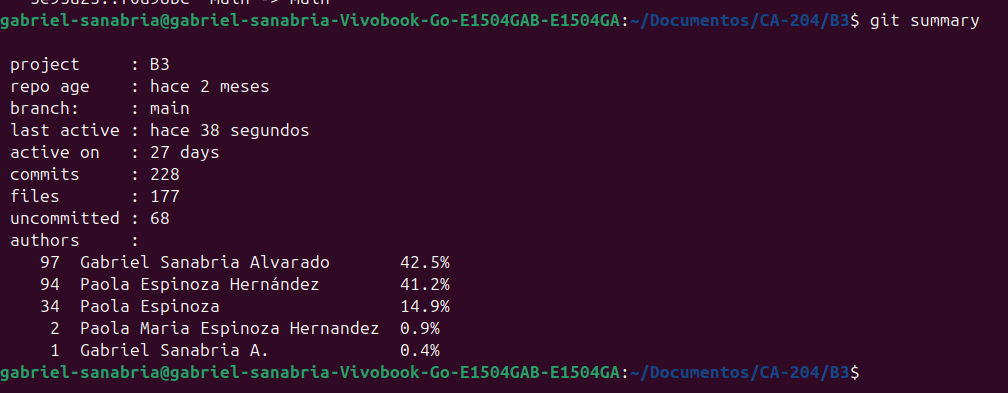 gabriel-sanabria@gabriel-sanabria-Vivobook-Go-E1504GAB-E1504GA:~/Documentos/CA-204/B3$ git summary
project : B3
repo age : hace 2 meses
branch: : main
last active : hace 38 segundos
active on : 27 days
commits : 228
files : 177
uncommitted : 68
authors :
97 Gabriel Sanabria Alvarado 42.5%
94 Paola Espinoza Hernández 41.2%
34 Paola Espinoza 14.9%
2 Paola Maria Espinoza Hernandez 0.9%
1 Gabriel Sanabria A. 0.4%
gabriel-sanabria@gabriel-sanabria-Vivobook-Go-E1504GAB-E1504GA:~/Documentos/CA-204/B3$